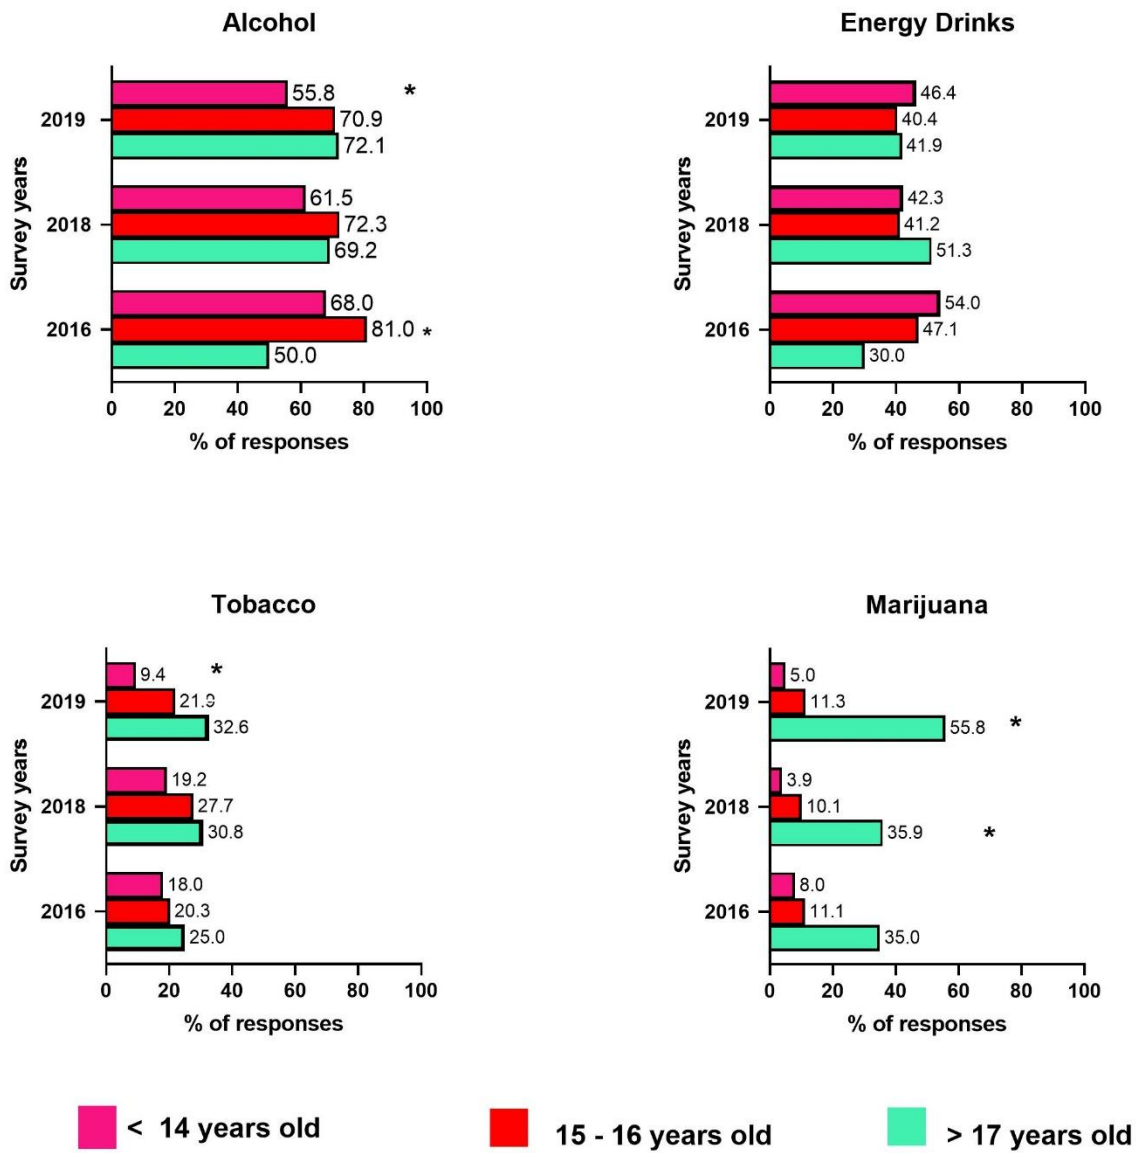 Alcohol
Survey years
2019
55.8 *
70.9
72.1
2018
61.5
72.3
69.2
2016
68.0
81.0 *
50.0
0 20 40 60 80 100
% of responses
Energy Drinks
Survey years
2019
46.4
40.4
41.9
2018
42.3
41.2
51.3
2016
54.0
47.1
30.0
0 20 40 60 80 100
% of responses
Tobacco
Survey years
2019
9.4 *
21.9
32.6
2018
19.2
27.7
30.8
2016
18.0
20.3
25.0
0 20 40 60 80 100
% of responses
Marijuana
Survey years
2019
5.0
11.3
55.8 *
2018
3.9
10.1
35.9 *
2016
8.0
11.1
35.0
0 20 40 60 80 100
% of responses
< 14 years old
15 - 16 years old
> 17 years old